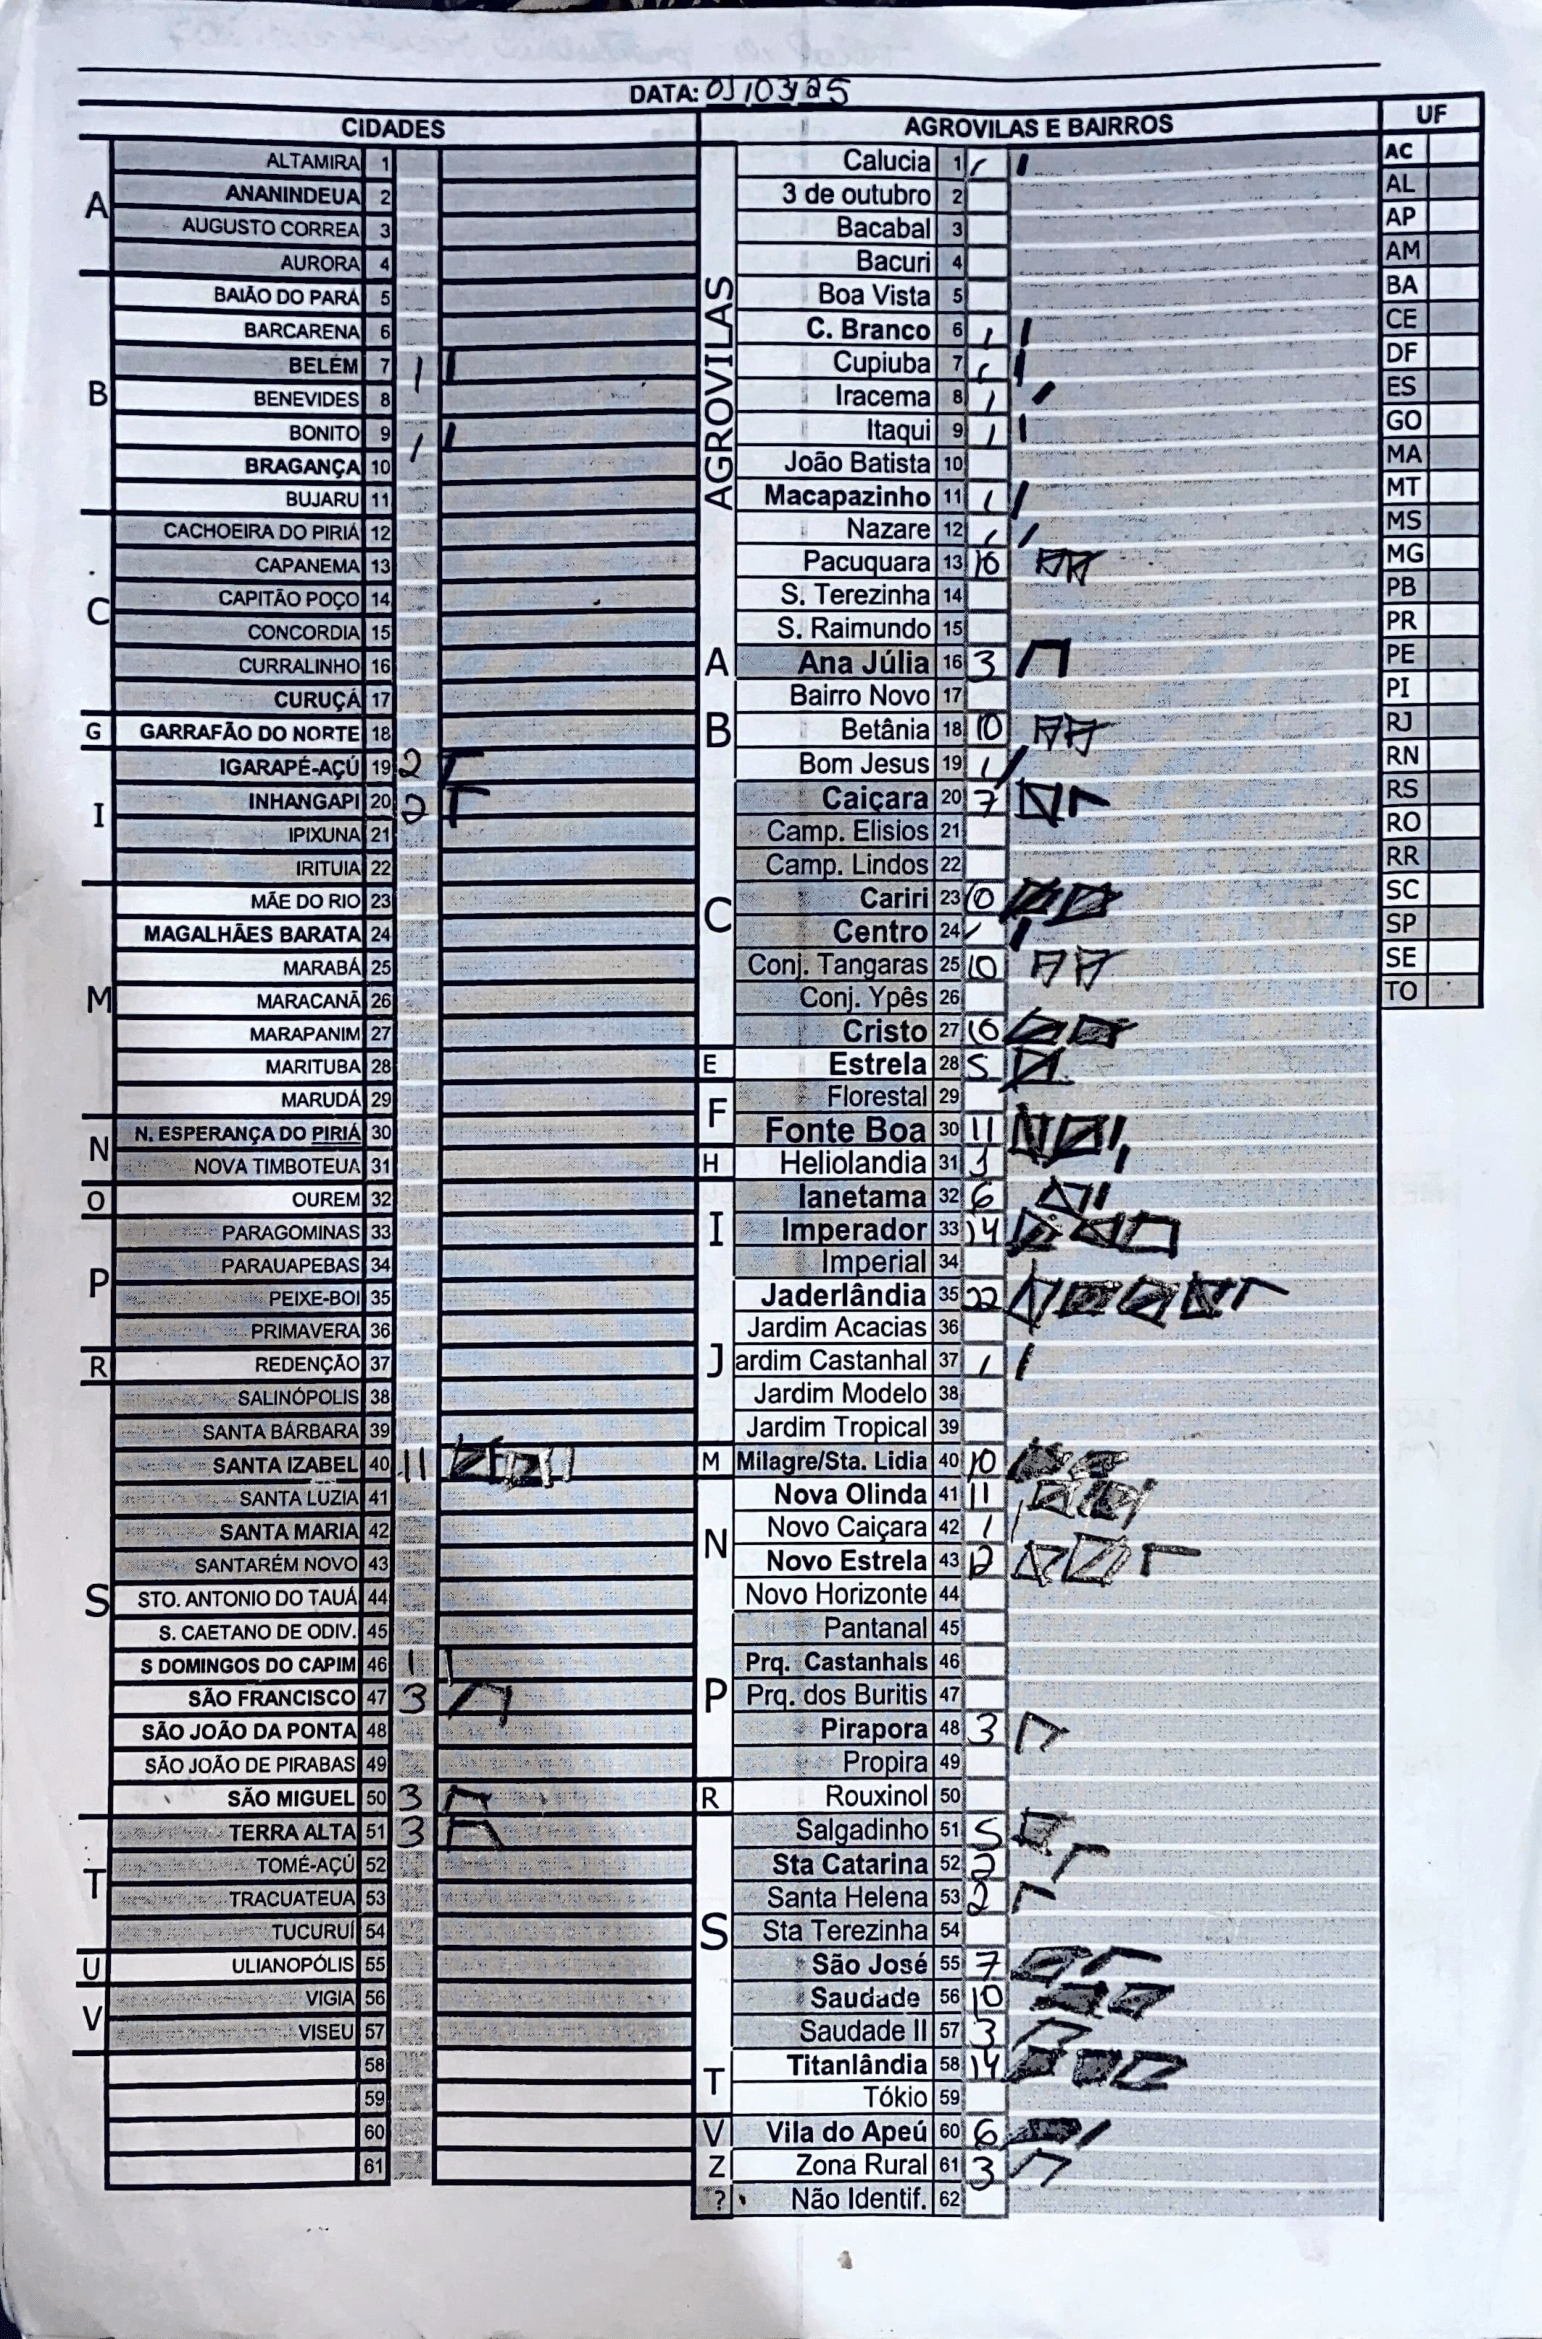 DATA: 01/03/25
CIDADES
A
ALTAMIRA 1
ANANINDEUA 2
AUGUSTO CORREA 3
AURORA 4
B
BAIÃO DO PARÁ 5
BARCARENA 6
BELÉM 7 1
BENEVIDES 8
BONITO 9 1
BRAGANÇA 10
BUJARU 11
C
CACHOEIRA DO PIRIÁ 12
CAPANEMA 13
CAPITÃO POÇO 14
CONCORDIA 15
CURRALINHO 16
CURUÇÁ 17
G
GARRAFÃO DO NORTE 18
I
IGARAPÉ-AÇÚ 19 2
INHANGAPI 20 2
IPIXUNA 21
IRITUIA 22
M
MÃE DO RIO 23
MAGALHÃES BARATA 24
MARABÁ 25
MARACANÃ 26
MARAPANIM 27
MARITUBA 28
MARUDÁ 29
N
N. ESPERANÇA DO PIRIÁ 30
NOVA TIMBOTEUA 31
O
OUREM 32
P
PARAGOMINAS 33
PARAUAPEBAS 34
PEIXE-BOI 35
PRIMAVERA 36
R
REDENÇÃO 37
S
SALINÓPOLIS 38
SANTA BÁRBARA 39
SANTA IZABEL 40 11
SANTA LUZIA 41
SANTA MARIA 42
SANTARÉM NOVO 43
STO. ANTONIO DO TAUÁ 44
S. CAETANO DE ODIV. 45
S DOMINGOS DO CAPIM 46 1
SÃO FRANCISCO 47 3
SÃO JOÃO DA PONTA 48
SÃO JOÃO DE PIRABAS 49
SÃO MIGUEL 50 3
T
TERRA ALTA 51 3
TOMÉ-AÇÚ 52
TRACUATEUA 53
TUCURUÍ 54
U
ULIANOPÓLIS 55
V
VIGIA 56
VISEU 57
58
59
60
61
AGROVILAS E BAIRROS
AGROVILAS
Calucia 1 1
3 de outubro 2
Bacabal 3
Bacuri 4
Boa Vista 5
C. Branco 6 1
Cupiuba 7 1
Iracema 8 1
Itaqui 9 1
João Batista 10
Macapazinho 11 1
Nazare 12 1
Pacuquara 13 10
S. Terezinha 14
S. Raimundo 15
A
Ana Júlia 16 3
B
Bairro Novo 17
Betânia 18 10
Bom Jesus 19 1
C
Caiçara 20 7
Camp. Elisios 21
Camp. Lindos 22
Cariri 23 10
Centro 24 1
Conj. Tangaras 25 10
Conj. Ypês 26
Cristo 27 10
E
Estrela 28 5
F
Florestal 29
Fonte Boa 30 11
H
Heliolandia 31 1
I
Ianetama 32 6
Imperador 33 14
Imperial 34
J
Jaderlândia 35 22
Jardim Acacias 36
ardim Castanhal 37 1
Jardim Modelo 38
Jardim Tropical 39
M
Milagre/Sta. Lidia 40 10
N
Nova Olinda 41 11
Novo Caiçara 42 1
Novo Estrela 43 12
Novo Horizonte 44
P
Pantanal 45
Prq. Castanhais 46
Prq. dos Buritis 47
Pirapora 48 3
Propira 49
R
Rouxinol 50
S
Salgadinho 51 5
Sta Catarina 52 2
Santa Helena 53 2
Sta Terezinha 54
São José 55 7
Saudade 56 10
Saudade II 57 3
T
Titanlândia 58 14
Tókio 59
V
Vila do Apeú 60 6
Z
Zona Rural 61 3
?
Não Identif. 62
UF
AC
AL
AP
AM
BA
CE
DF
ES
GO
MA
MT
MS
MG
PB
PR
PE
PI
RJ
RN
RS
RO
RR
SC
SP
SE
TO